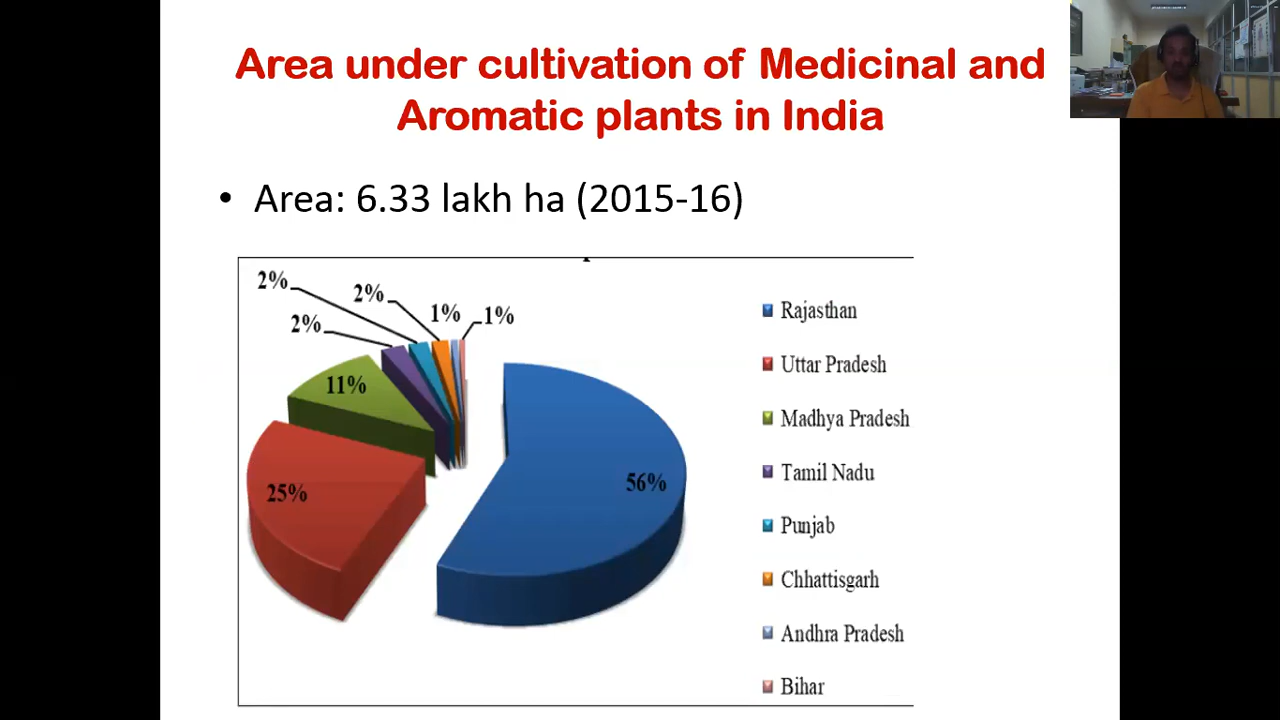 Area under cultivation of Medicinal and
Aromatic plants in India
• Area: 6.33 lakh ha (2015-16)
2%
2%
2%
1%
1%
11%
25%
56%
Rajasthan
Uttar Pradesh
Madhya Pradesh
Tamil Nadu
Punjab
Chhattisgarh
Andhra Pradesh
Bihar